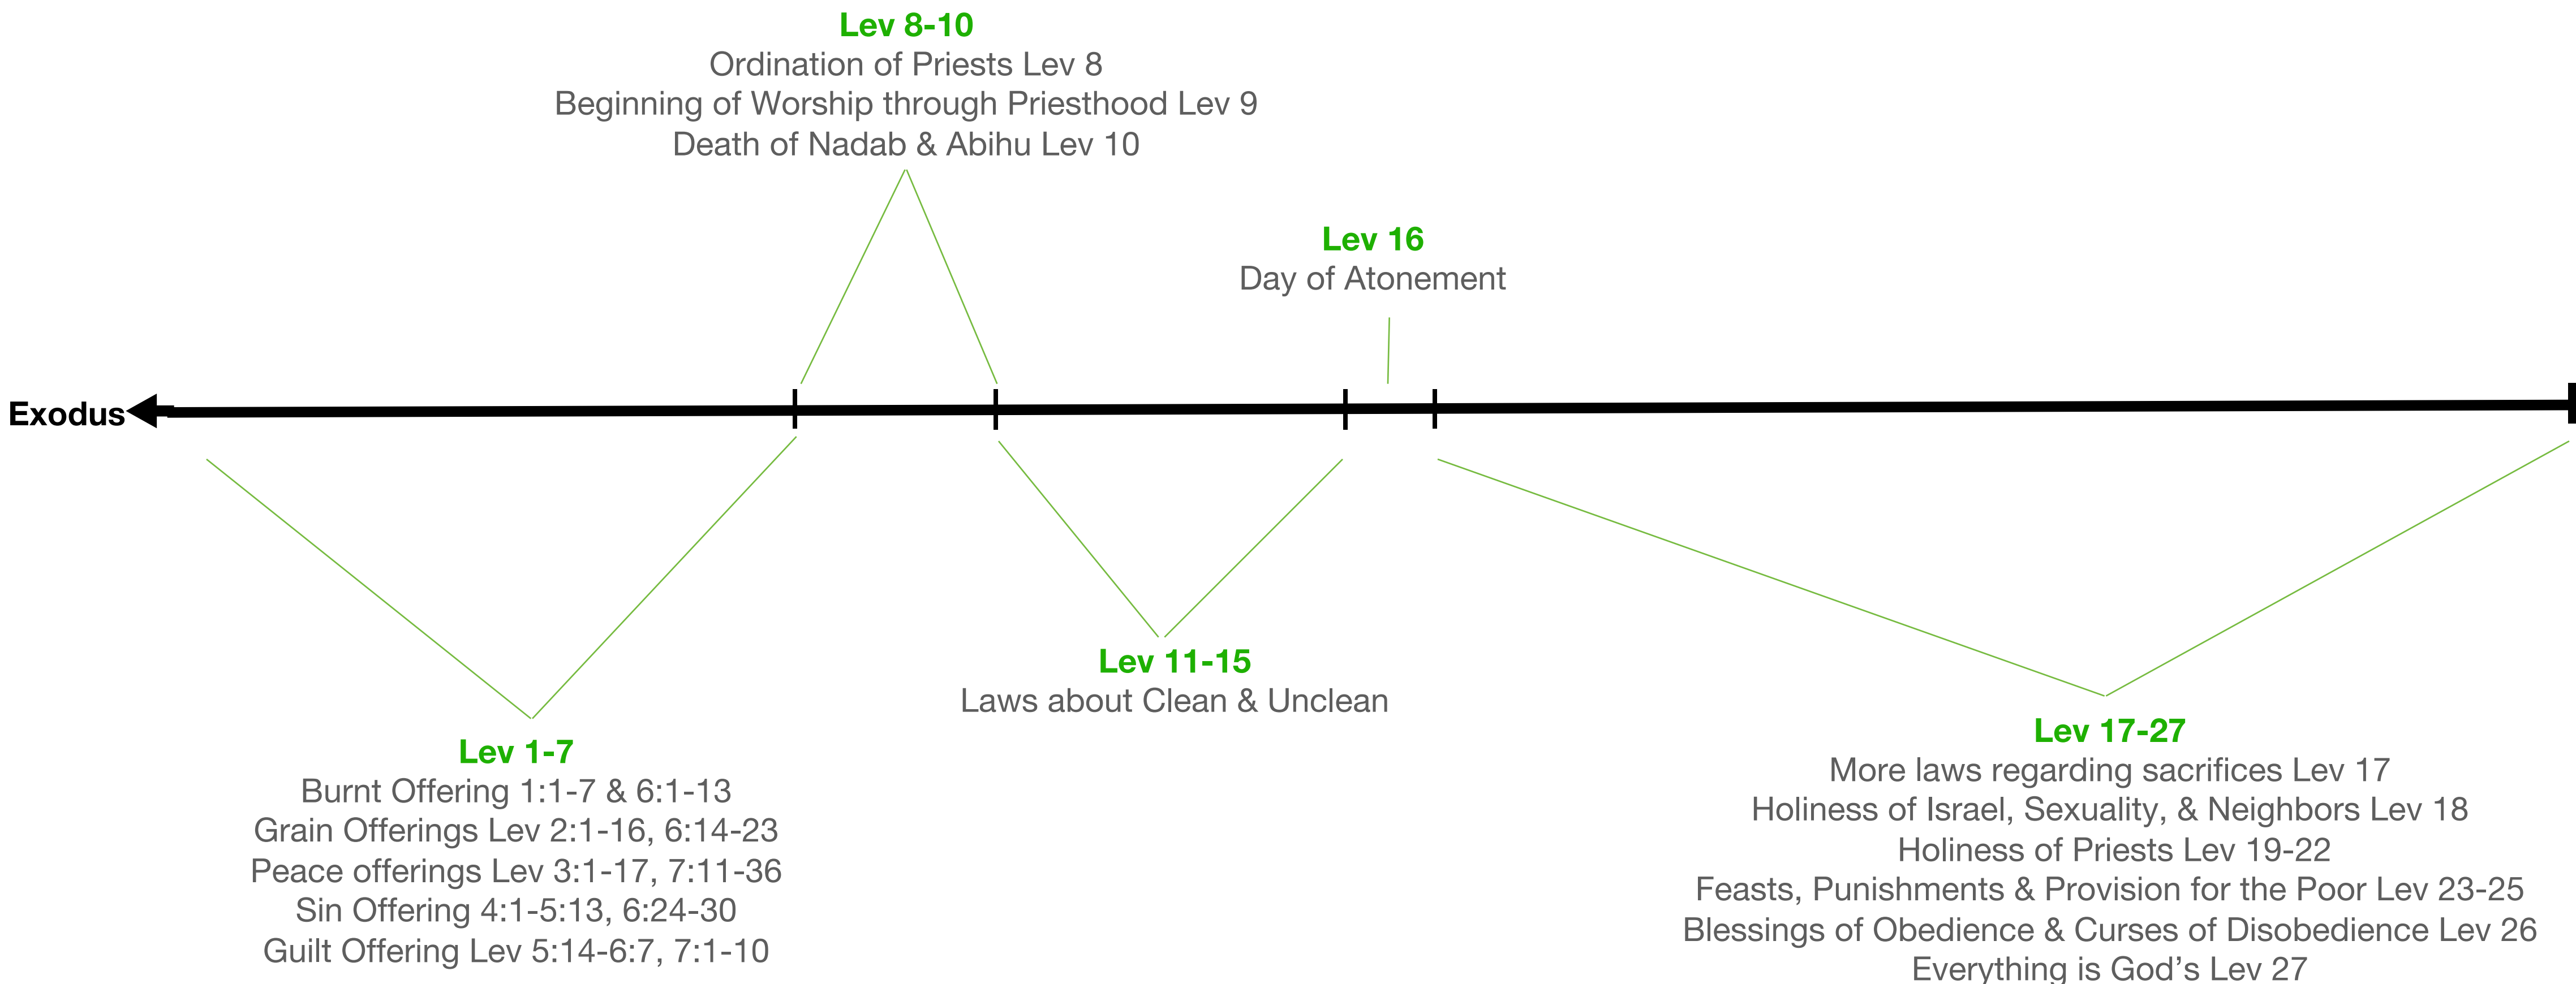 Lev 8-10
Ordination of Priests Lev 8
Beginning of Worship through Priesthood Lev 9
Death of Nadab & Abihu Lev 10
Lev 16
Day of Atonement
Exodus
Lev 11-15
Laws about Clean & Unclean
Lev 1-7
Burnt Offering 1:1-7 & 6:1-13
Grain Offerings Lev 2:1-16, 6:14-23
Peace offerings Lev 3:1-17, 7:11-36
Sin Offering 4:1-5:13, 6:24-30
Guilt Offering Lev 5:14-6:7, 7:1-10
Lev 17-27
More laws regarding sacrifices Lev 17
Holiness of Israel, Sexuality, & Neighbors Lev 18
Holiness of Priests Lev 19-22
Feasts, Punishments & Provision for the Poor Lev 23-25
Blessings of Obedience & Curses of Disobedience Lev 26
Everything is God’s Lev 27